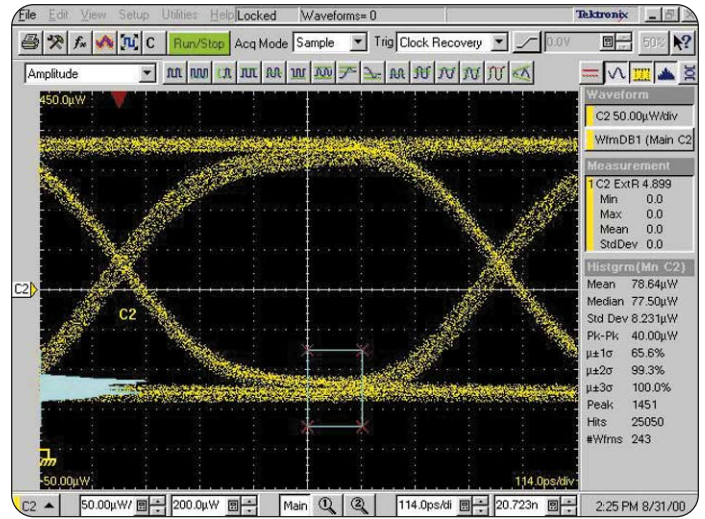 File Edit View Setup Utilities Help Locked Waveforms= 0 Tektronix
fx C Run/Stop Acq Mode Sample Trig Clock Recovery 0.0V 50% ?
Amplitude
450.0µW
Waveform
C2 50.00µW/div
WfmDB1 (Main C2
Measurement
1 C2 ExtR 4.899
Min 0.0
Max 0.0
Mean 0.0
StdDev 0.0
Histgrm(Mn C2)
Mean 78.64µW
Median 77.50µW
Std Dev 8.231µW
Pk-Pk 40.00µW
µ±1σ 65.6%
µ±2σ 99.3%
µ±3σ 100.0%
Peak 1451
Hits 25050
#Wfms 243
C2
C2
-50.00µW 114.0ps/div
C2 50.00µW/ 200.0µW Main 1 2 114.0ps/di 20.723n 2:25 PM 8/31/00